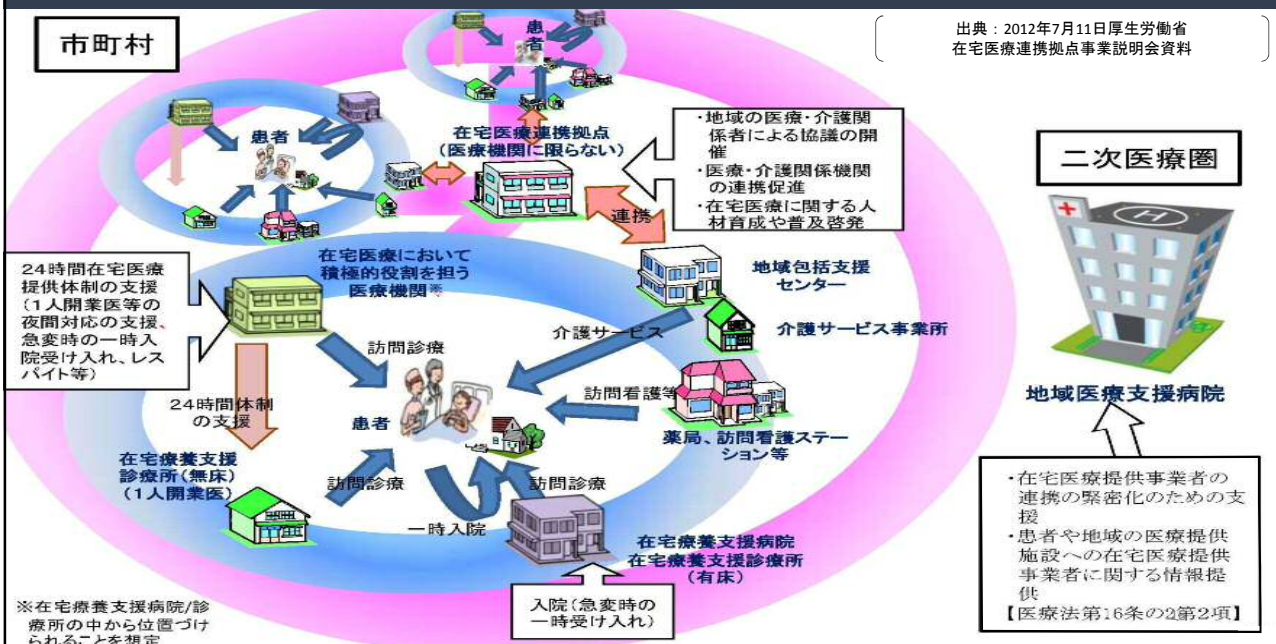 市町村
出典：2012年7月11日厚生労働省
在宅医療連携拠点事業説明会資料
患
者
患者
在宅医療連携拠点
(医療機関に限らない)
・地域の医療・介護関
係者による協議の開
催
・医療・介護関係機関
の連携促進
・在宅医療に関する人
材育成や普及啓発
二次医療圏
連携
24時間在宅医療
提供体制の支援
(1人開業医等の
夜間対応の支援、
急変時の一時入
院受け入れ、レス
パイト等)
在宅医療において
積極的役割を担う
医療機関※
地域包括支援
センター
介護サービス事業所
介護サービス
訪問診療
訪問看護等
患者
24時間体制
の支援
薬局、訪問看護ステー
ション等
地域医療支援病院
在宅療養支援
診療所(無床)
(1人開業医)
訪問診療
訪問診療
一時入院
在宅療養支援病院
在宅療養支援診療所
(有床)
・在宅医療提供事業者の
連携の緊密化のための支
援
・患者や地域の医療提供
施設への在宅医療提供
事業者に関する情報提
供
【医療法第16条の2第2項】
入院(急変時の
一時受け入れ)
※在宅療養支援病院/診
療所の中から位置づけ
られることを想定